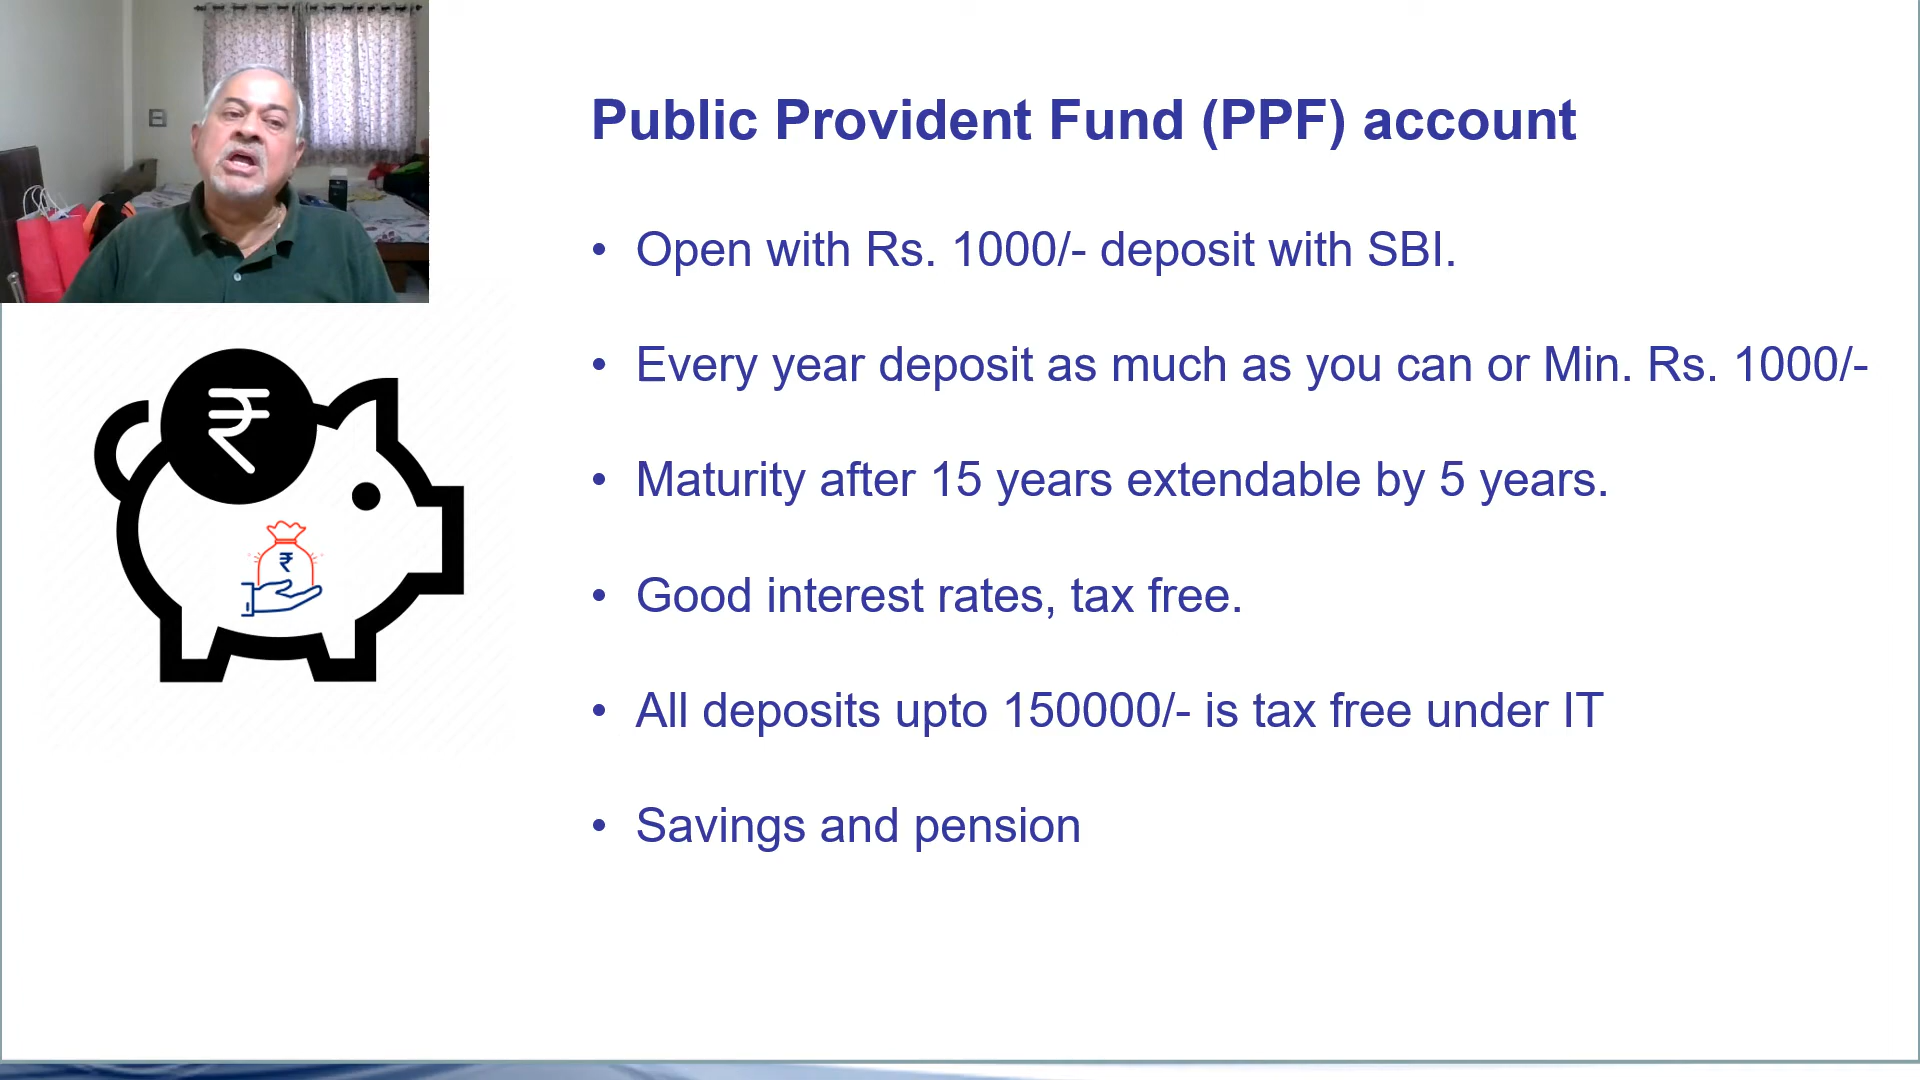 Public Provident Fund (PPF) account
• Open with Rs. 1000/- deposit with SBI.
• Every year deposit as much as you can or Min. Rs. 1000/-
• Maturity after 15 years extendable by 5 years.
₹
₹
• Good interest rates, tax free.
• All deposits upto 150000/- is tax free under IT
• Savings and pension